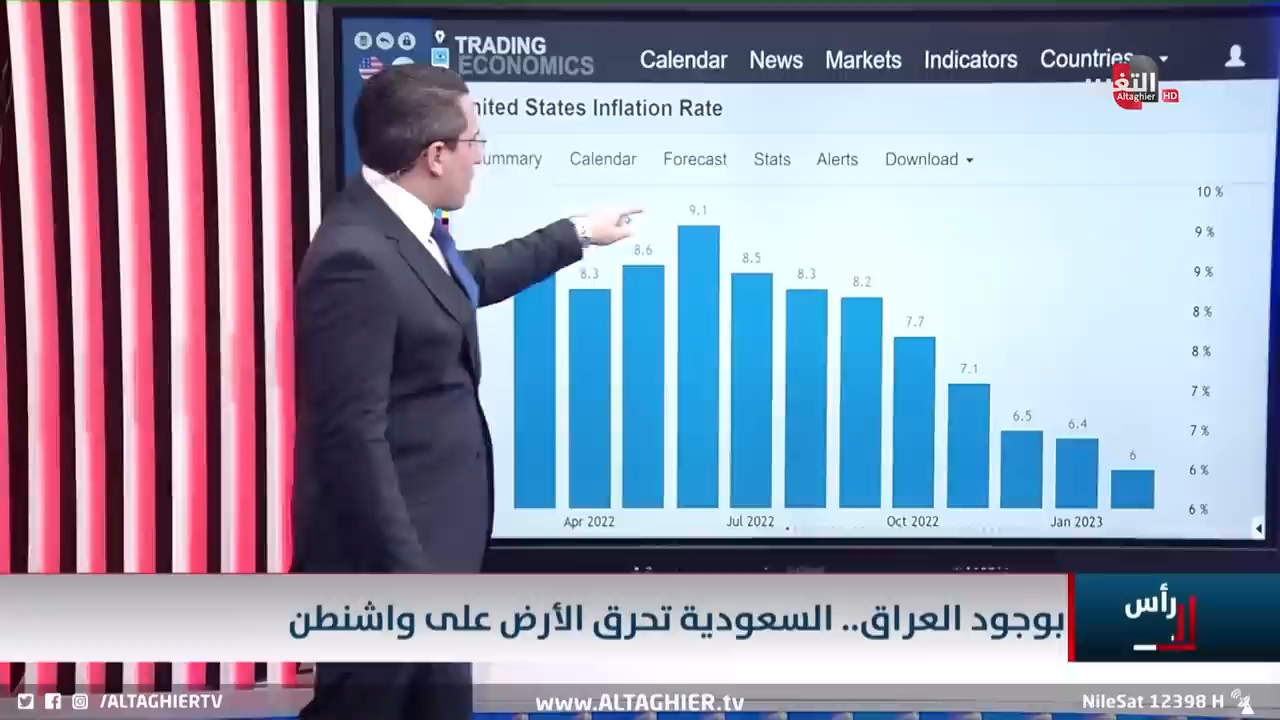 TRADING
ECONOMICS
Calendar News Markets Indicators Countries
التغيير
Altaghier HD
nited States Inflation Rate
ummary Calendar Forecast Stats Alerts Download
10 %
9 %
9 %
8 %
8 %
7 %
7 %
6 %
6 %
8.3 8.6 9.1 8.5 8.3 8.2 7.7 7.1 6.5 6.4 6
Apr 2022 Jul 2022 Oct 2022 Jan 2023
بوجود العراق.. السعودية تحرق الأرض على واشنطن
/ALTAGHIERTV www.ALTAGHIER.tv NileSat 12398 H